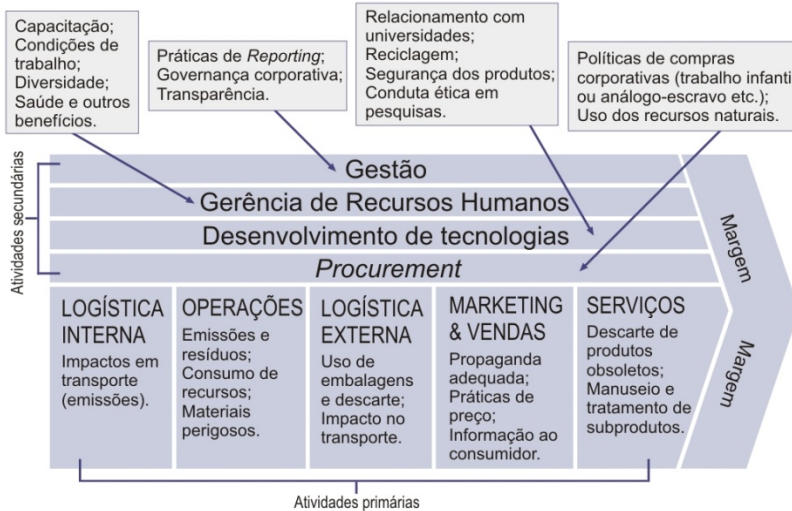 Capacitação;
Condições de
trabalho;
Diversidade;
Saúde e outros
benefícios.
Práticas de Reporting;
Governança corporativa;
Transparência.
Relacionamento com
universidades;
Reciclagem;
Segurança dos produtos;
Conduta ética em
pesquisas.
Políticas de compras
corporativas (trabalho infanti
ou análogo-escravo etc.);
Uso dos recursos naturais.
Atividades secundárias
Gestão
Gerência de Recursos Humanos
Desenvolvimento de tecnologias
Procurement
Margem
Margem
LOGÍSTICA
INTERNA
Impactos em
transporte
(emissões).
OPERAÇÕES
Emissões e
resíduos;
Consumo de
recursos;
Materiais
perigosos.
LOGÍSTICA
EXTERNA
Uso de
embalagens
e descarte;
Impacto no
transporte.
MARKETING
& VENDAS
Propaganda
adequada;
Práticas de
preço;
Informação ao
consumidor.
SERVIÇOS
Descarte de
produtos
obsoletos;
Manuseio e
tratamento de
subprodutos.
Atividades primárias